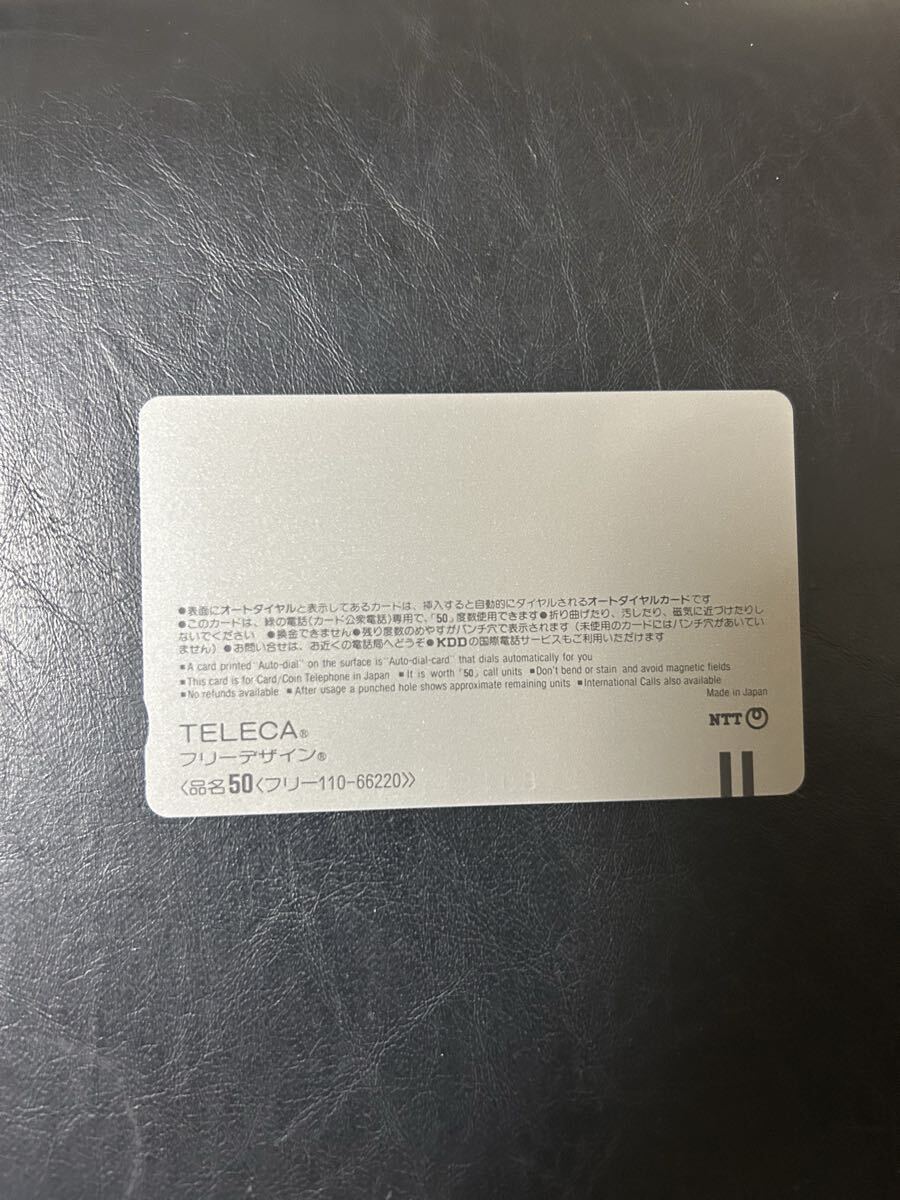 ●表面にオートダイヤルと表示してあるカードは、挿入すると自動的にダイヤルされるオートダイヤルカードです
●このカードは、緑の電話(カード公衆電話)専用で、「50」度数使用できます●折り曲げたり、汚したり、磁気に近づけたりし
ないでください ●換金できません●残り度数のめやすがパンチ穴で表示されます(未使用のカードにはパンチ穴があいてい
ません)●お問い合せは、お近くの電話局へどうぞ●KDDの国際電話サービスもご利用いただけます
■A card printed "Auto-dial" on the surface is "Auto-dial-card" that dials automatically for you
■This card is for Card/Coin Telephone in Japan ■It is worth「50」call units ■Don't bend or stain and avoid magnetic fields
■No refunds available ■After usage a punched hole shows approximate remaining units ■International Calls also available
Made in Japan
NTT
TELECA®
フリーデザイン®
〈品名50〈フリー110-66220〉〉